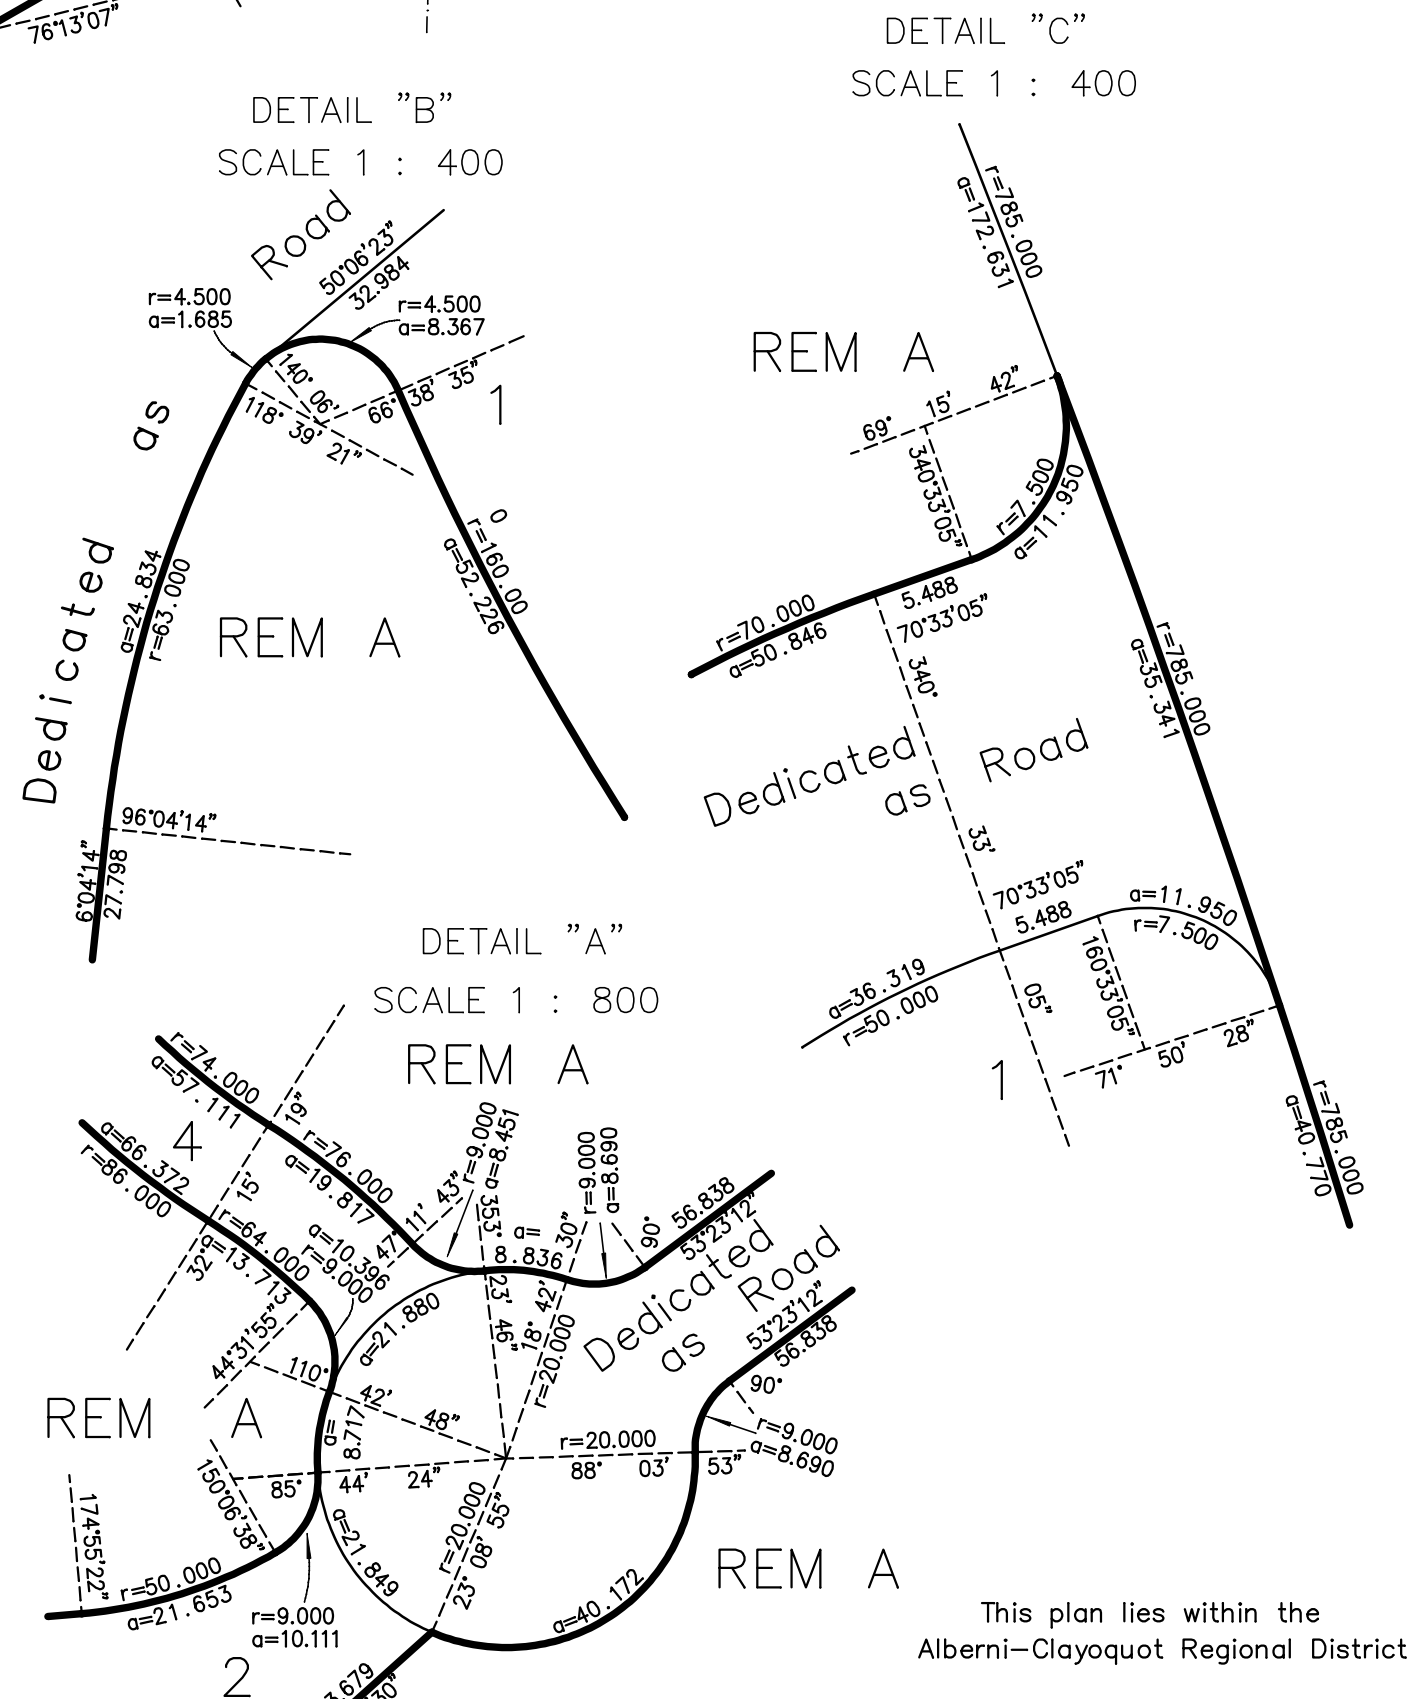 76°13'07"
DETAIL "B"
SCALE 1 : 400
Road
50°06'23"
32.984
r=4.500
a=1.685
r=4.500
a=8.367
140° 06'
118° 39' 21"
66° 38' 35"
1
Dedicated as
a=24.834
r=63.000
REM A
r=160.000
a=52.226
96°04'14"
6°04'14"
27.798
DETAIL "C"
SCALE 1 : 400
r=785.000
a=172.631
REM A
69° 15' 42"
340°33'05"
r=7.500
a=11.950
5.488
70°33'05"
r=70.000
a=50.846
340° 33' 05"
r=785.000
a=35.341
Dedicated Road
as
70°33'05"
5.488
a=11.950
r=7.500
a=36.319
r=50.000
160°33'05"
71° 50' 28"
1
r=785.000
a=40.770
DETAIL "A"
SCALE 1 : 800
REM A
r=74.000
a=57.111
32° 15' 19"
4
a=66.372
r=86.000
r=76.000
a=19.817
r=64.000
a=13.713
a=10.396
r=9.000
47° 11' 43"
r=9.000
a=8.451
353° 23' 46"
a=
8.836
18° 42' 30"
r=20.000
r=9.000
a=8.690
90°
56.838
53°23'12"
Dedicated
as
Road
53°23'12"
56.838
90°
r=9.000
a=8.690
44°31'55"
a=21.880
110° 42' 48"
REM A
a=
8.717
r=20.000
88° 03' 53"
85° 44' 24"
150°06'38"
174°55'22"
r=50.000
a=21.653
r=9.000
a=10.111
a=21.849
r=20.000
23° 08' 55"
a=40.172
REM A
2
This plan lies within the
Alberni-Clayoquot Regional District